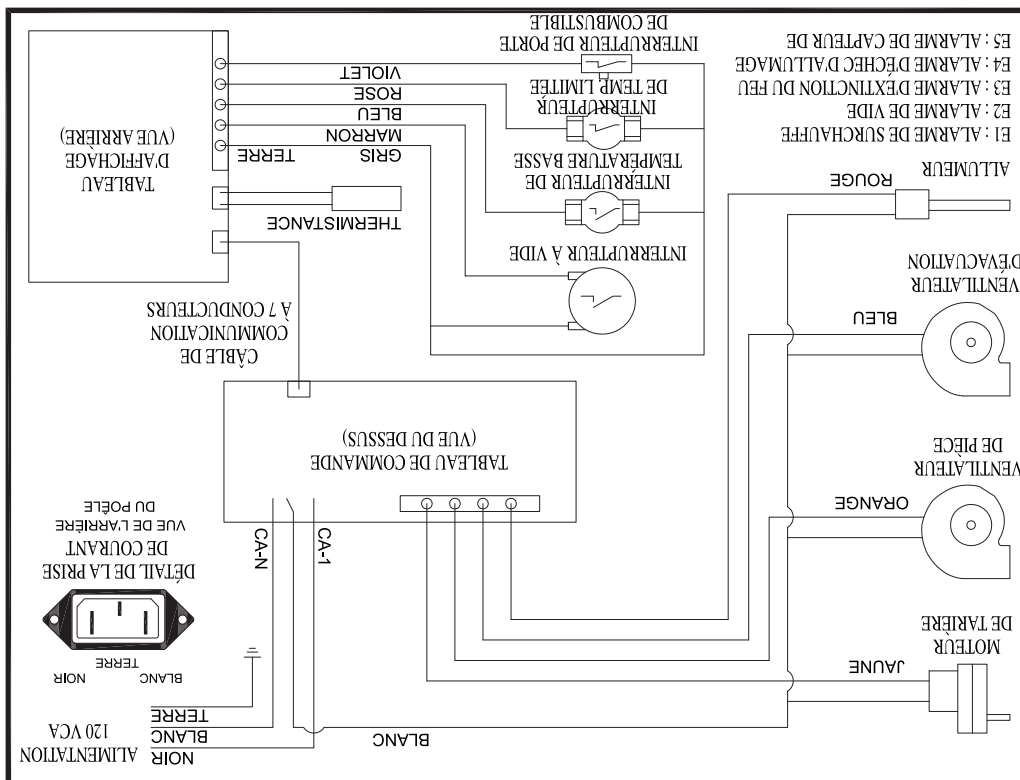 ALIMENTATION
120 VCA
NOIR
BLANC
TERRE
BLANC
MOTEUR
DE TARIÈRE
JAUNE
BLANC
TERRE
NOIR
DÉTAIL DE LA PRISE
DE COURANT
VUE DE L'ARRIÈRE
DU POÊLE
CA-1
CA-N
VENTILATEUR
DE PIÈCE
ORANGE
TABLEAU DE COMMANDE
(VUE DU DESSUS)
VENTILATEUR
D'ÉVACUATION
BLEU
CÂBLE DE
COMMUNICATION
À 7 CONDUCTEURS
ALLUMEUR
ROUGE
INTERRUPTEUR À VIDE
THERMISTANCE
INTERRUPTEUR DE
TEMPÉRATURE BASSE
GRIS
TERRE
MARRON
BLEU
ROSE
VIOLET
TABLEAU
D'AFFICHAGE
(VUE ARRIÈRE)
INTERRUPTEUR
DE TEMP. LIMITÉE
INTERRUPTEUR DE PORTE
DE COMBUSTIBLE
E1 : ALARME DE SURCHAUFFE
E2 : ALARME DE VIDE
E3 : ALARME D'EXTINCTION DU FEU
E4 : ALARME D'ÉCHEC D'ALLUMAGE
E5 : ALARME DE CAPTEUR DE